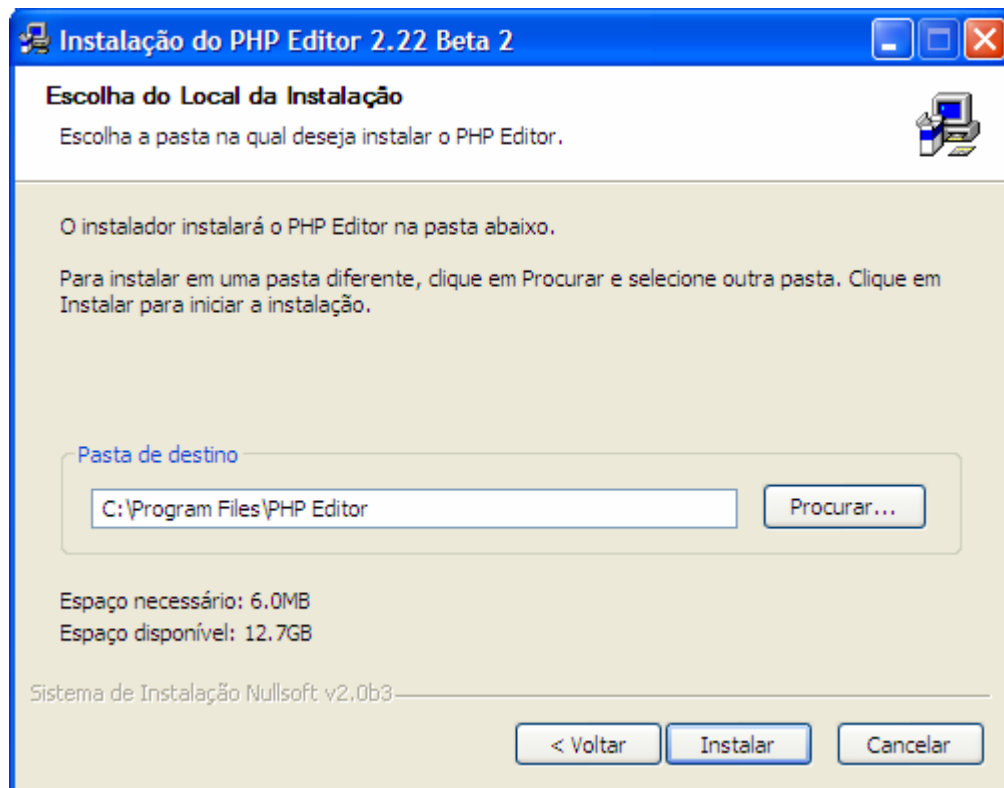 Instalação do PHP Editor 2.22 Beta 2
Escolha do Local da Instalação
Escolha a pasta na qual deseja instalar o PHP Editor.
O instalador instalará o PHP Editor na pasta abaixo.
Para instalar em uma pasta diferente, clique em Procurar e selecione outra pasta. Clique em
Instalar para iniciar a instalação.
Pasta de destino
C:\Program Files\PHP Editor
Procurar...
Espaço necessário: 6.0MB
Espaço disponível: 12.7GB
Sistema de Instalação Nullsoft v2.0b3
< Voltar
Instalar
Cancelar